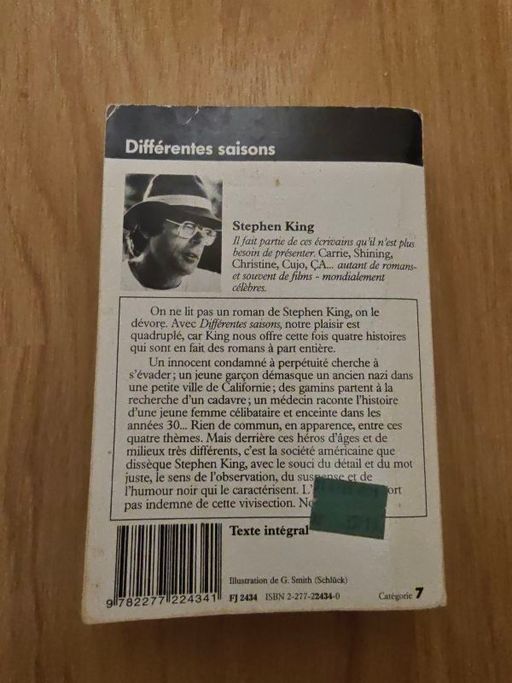 Différentes saisons
Stephen King
Il fait partie de ces écrivains qu'il n'est plus
besoin de présenter. Carrie, Shining,
Christine, Cujo, ÇA... autant de romans-
et souvent de films - mondialement
célèbres.
On ne lit pas un roman de Stephen King, on le
dévore. Avec Différentes saisons, notre plaisir est
quadruplé, car King nous offre cette fois quatre histoires
qui sont en fait des romans à part entière.
Un innocent condamné à perpétuité cherche à
s'évader ; un jeune garçon démasque un ancien nazi dans
une petite ville de Californie ; des gamins partent à la
recherche d'un cadavre ; un médecin raconte l'histoire
d'une jeune femme célibataire et enceinte dans les
années 30... Rien de commun, en apparence, entre ces
quatre thèmes. Mais derrière ces héros d'âges et de
milieux très différents, c'est la société américaine que
dissèque Stephen King, avec le souci du détail et du mot
juste, le sens de l'observation, du suspense et de
l'humour noir qui le caractérisent.
pas indemne de cette vivisection.
Texte intégral
Illustration de G. Smith (Schlück)
9 782277 224341 FJ 2434 ISBN 2-277-22434-0 Catégorie 7